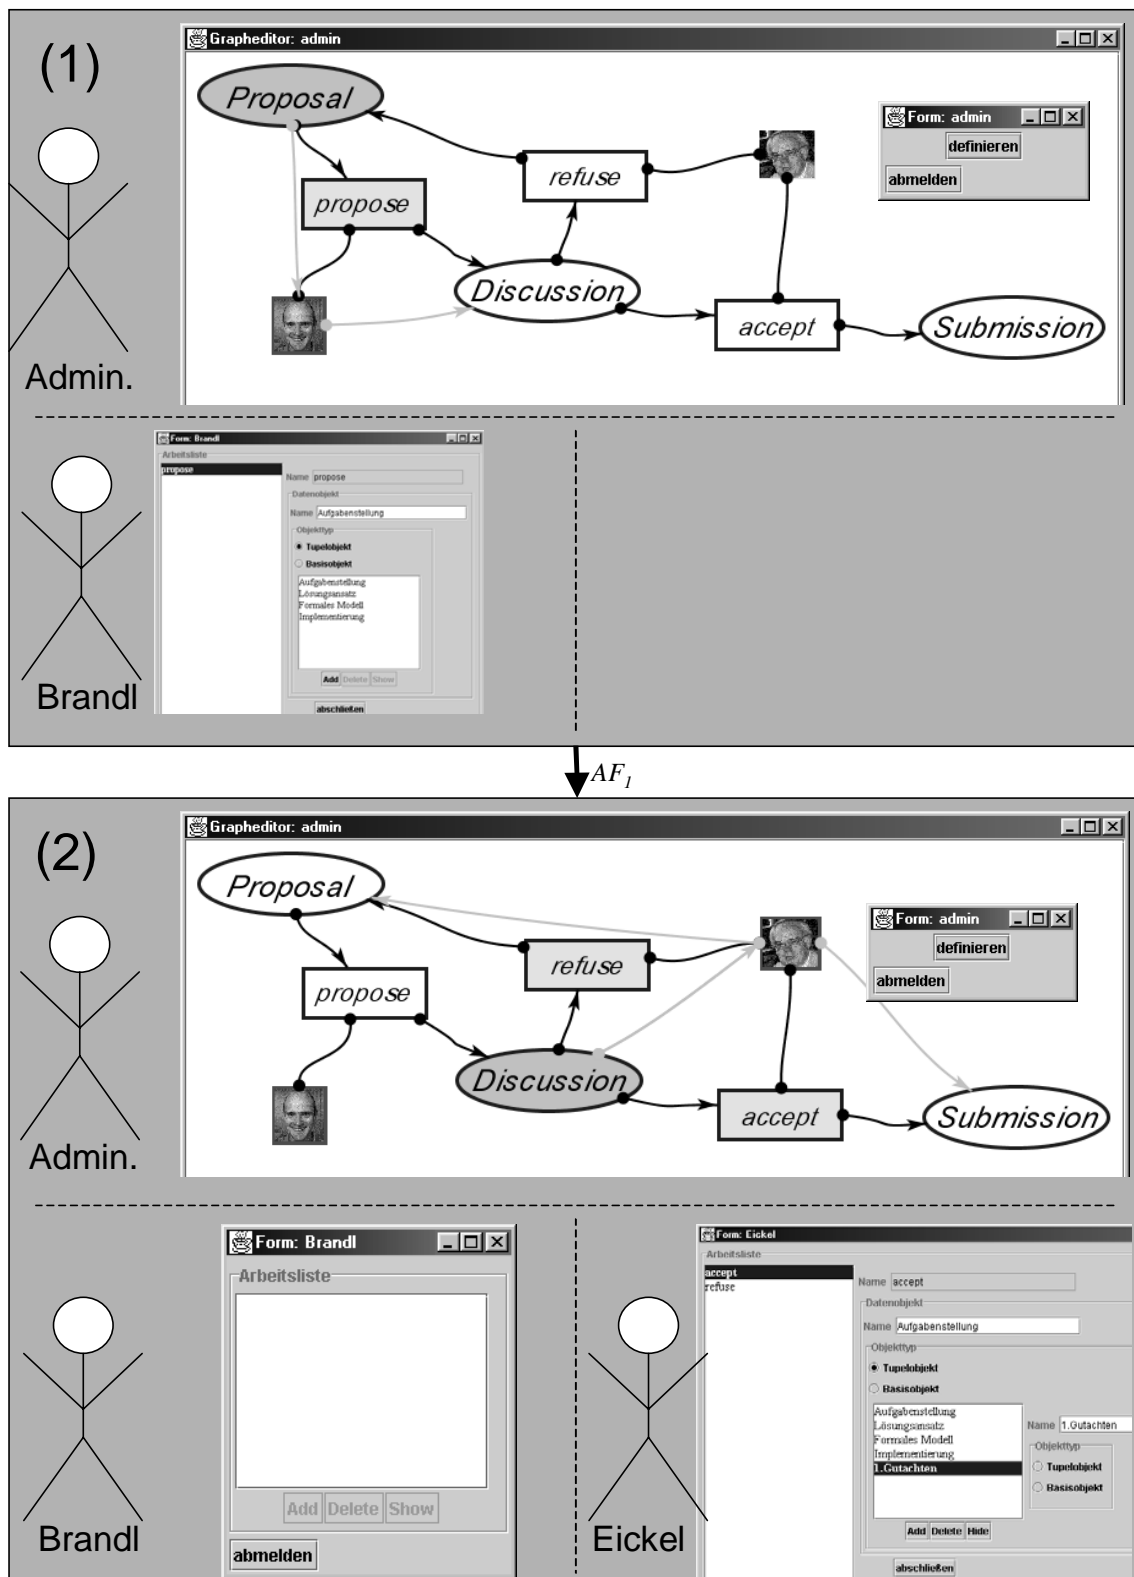 (1)
Grapheditor: admin
Proposal
Form: admin
definieren
abmelden
refuse
propose
Discussion
accept
Submission
Admin.
Form: Brandl
Arbeitsliste
propose
Name propose
Datenobjekt
Name Aufgabenstellung
Objekttyp
Tupelobjekt
Basisobjekt
Aufgabenstellung
Lösungsansatz
Formales Modell
Implementierung
Add Delete Show
abschließen
Brandl
AF1
(2)
Grapheditor: admin
Proposal
Form: admin
definieren
abmelden
refuse
propose
Discussion
accept
Submission
Admin.
Form: Brandl
Arbeitsliste
Add Delete Show
abmelden
Brandl
Form: Eickel
Arbeitsliste
accept
refuse
Name accept
Datenobjekt
Name Aufgabenstellung
Objekttyp
Tupelobjekt
Basisobjekt
Aufgabenstellung
Lösungsansatz
Formales Modell
Implementierung
1.Gutachten
Name 1.Gutachten
Objekttyp
Tupelobjekt
Basisobjekt
Add Delete Hide
abschließen
Eickel